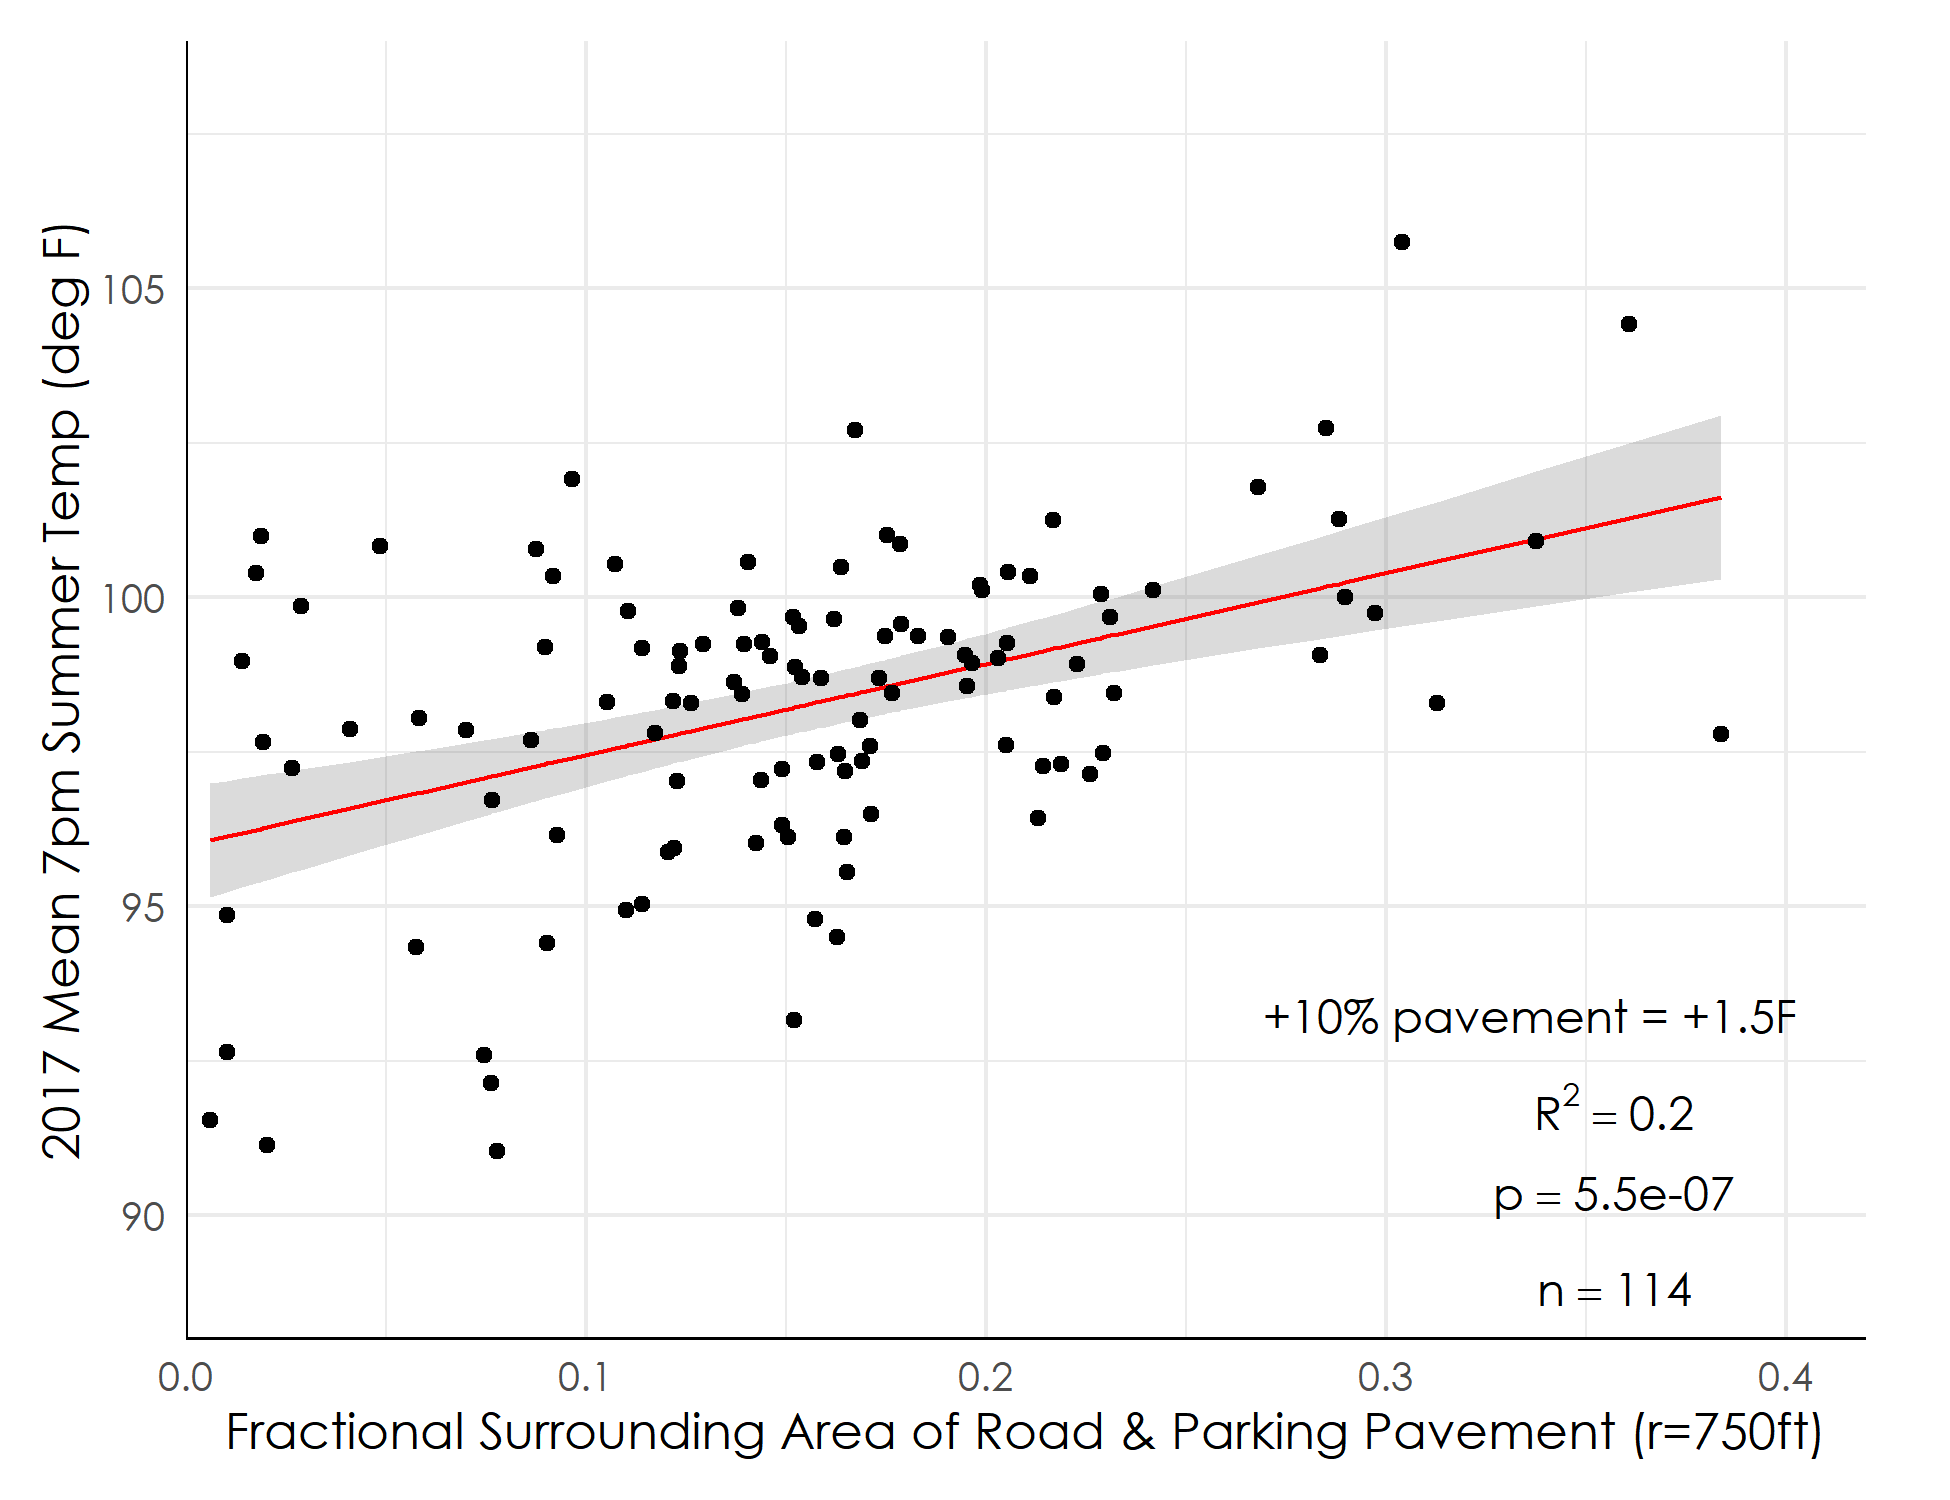 2017 Mean 7pm Summer Temp (deg F)
105
100
95
90
+10% pavement = +1.5F
R² = 0.2
p = 5.5e-07
n = 114
0.0 0.1 0.2 0.3 0.4
Fractional Surrounding Area of Road & Parking Pavement (r=750ft)